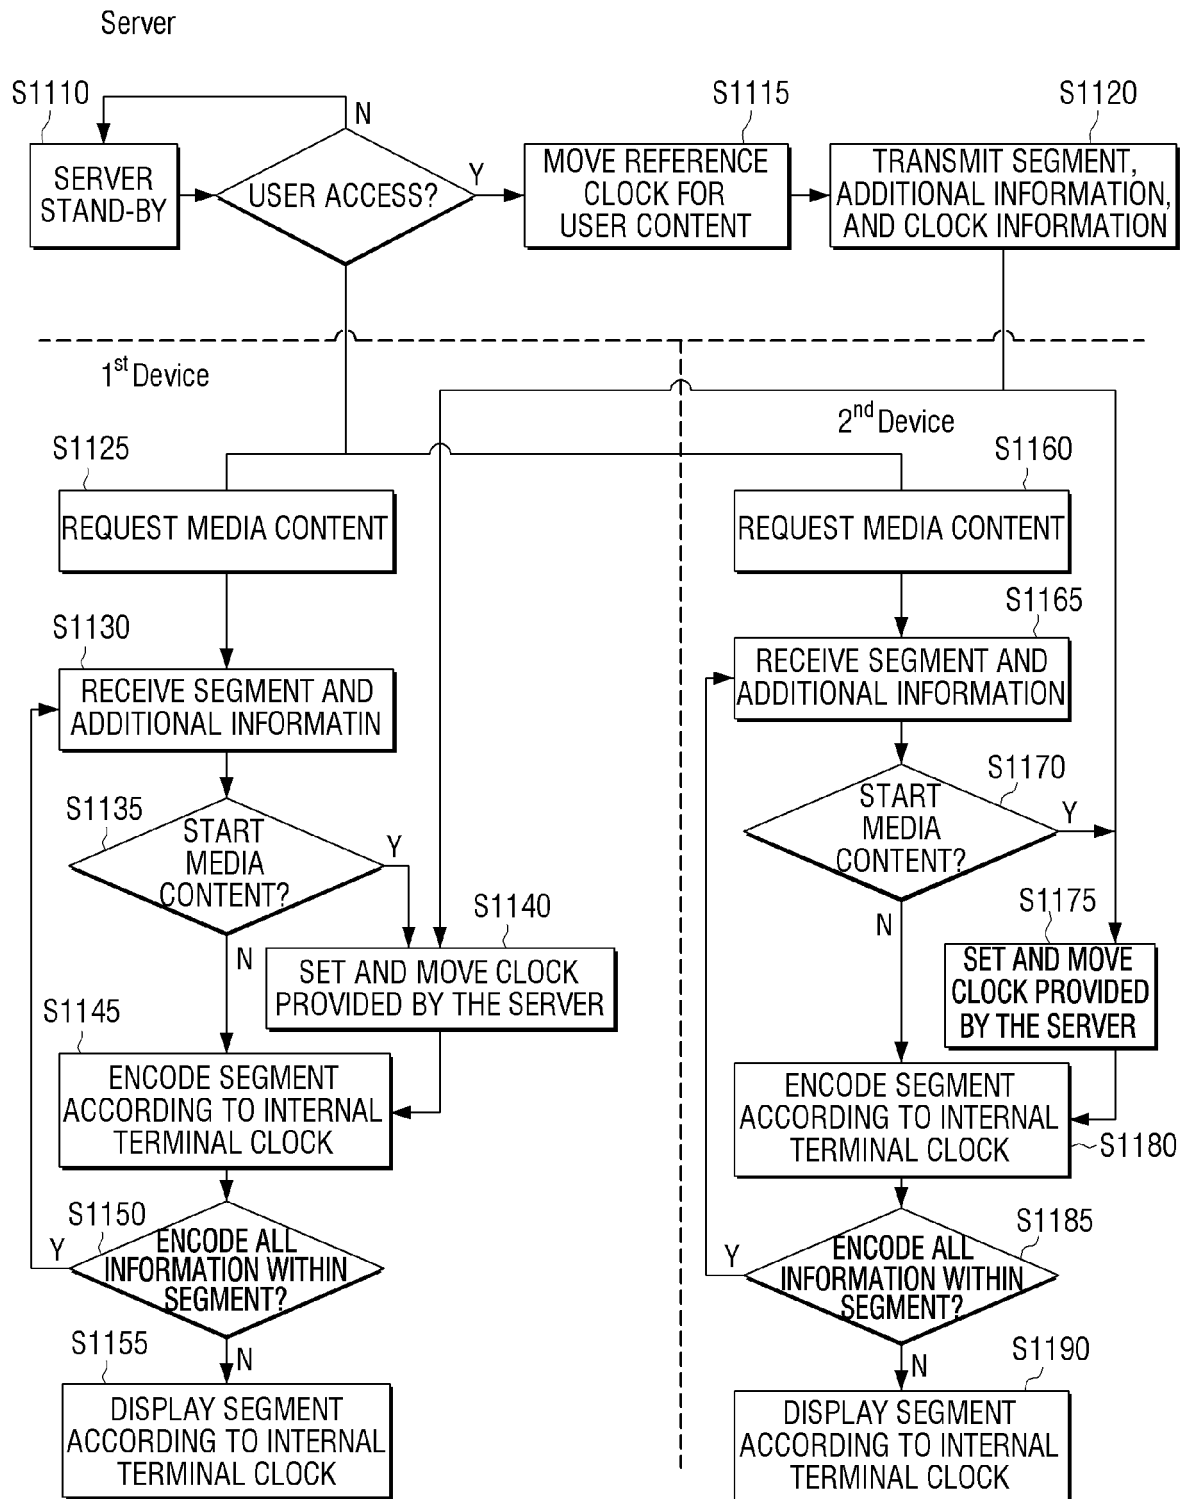 Server
S1110
N
S1115
S1120
SERVER
STAND-BY
USER ACCESS?
Y
MOVE REFERENCE
CLOCK FOR
USER CONTENT
TRANSMIT SEGMENT,
ADDITIONAL INFORMATION,
AND CLOCK INFORMATION
1st Device
2nd Device
S1125
REQUEST MEDIA CONTENT
S1130
RECEIVE SEGMENT AND
ADDITIONAL INFORMATIN
S1135
START
MEDIA
CONTENT?
Y
N
S1140
SET AND MOVE CLOCK
PROVIDED BY THE SERVER
S1145
ENCODE SEGMENT
ACCORDING TO INTERNAL
TERMINAL CLOCK
S1150
Y
ENCODE ALL
INFORMATION WITHIN
SEGMENT?
N
S1155
DISPLAY SEGMENT
ACCORDING TO INTERNAL
TERMINAL CLOCK
S1160
REQUEST MEDIA CONTENT
S1165
RECEIVE SEGMENT AND
ADDITIONAL INFORMATION
S1170
START
MEDIA
CONTENT?
Y
N
S1175
SET AND MOVE
CLOCK PROVIDED
BY THE SERVER
ENCODE SEGMENT
ACCORDING TO INTERNAL
TERMINAL CLOCK
S1180
S1185
Y
ENCODE ALL
INFORMATION WITHIN
SEGMENT?
N
S1190
DISPLAY SEGMENT
ACCORDING TO INTERNAL
TERMINAL CLOCK